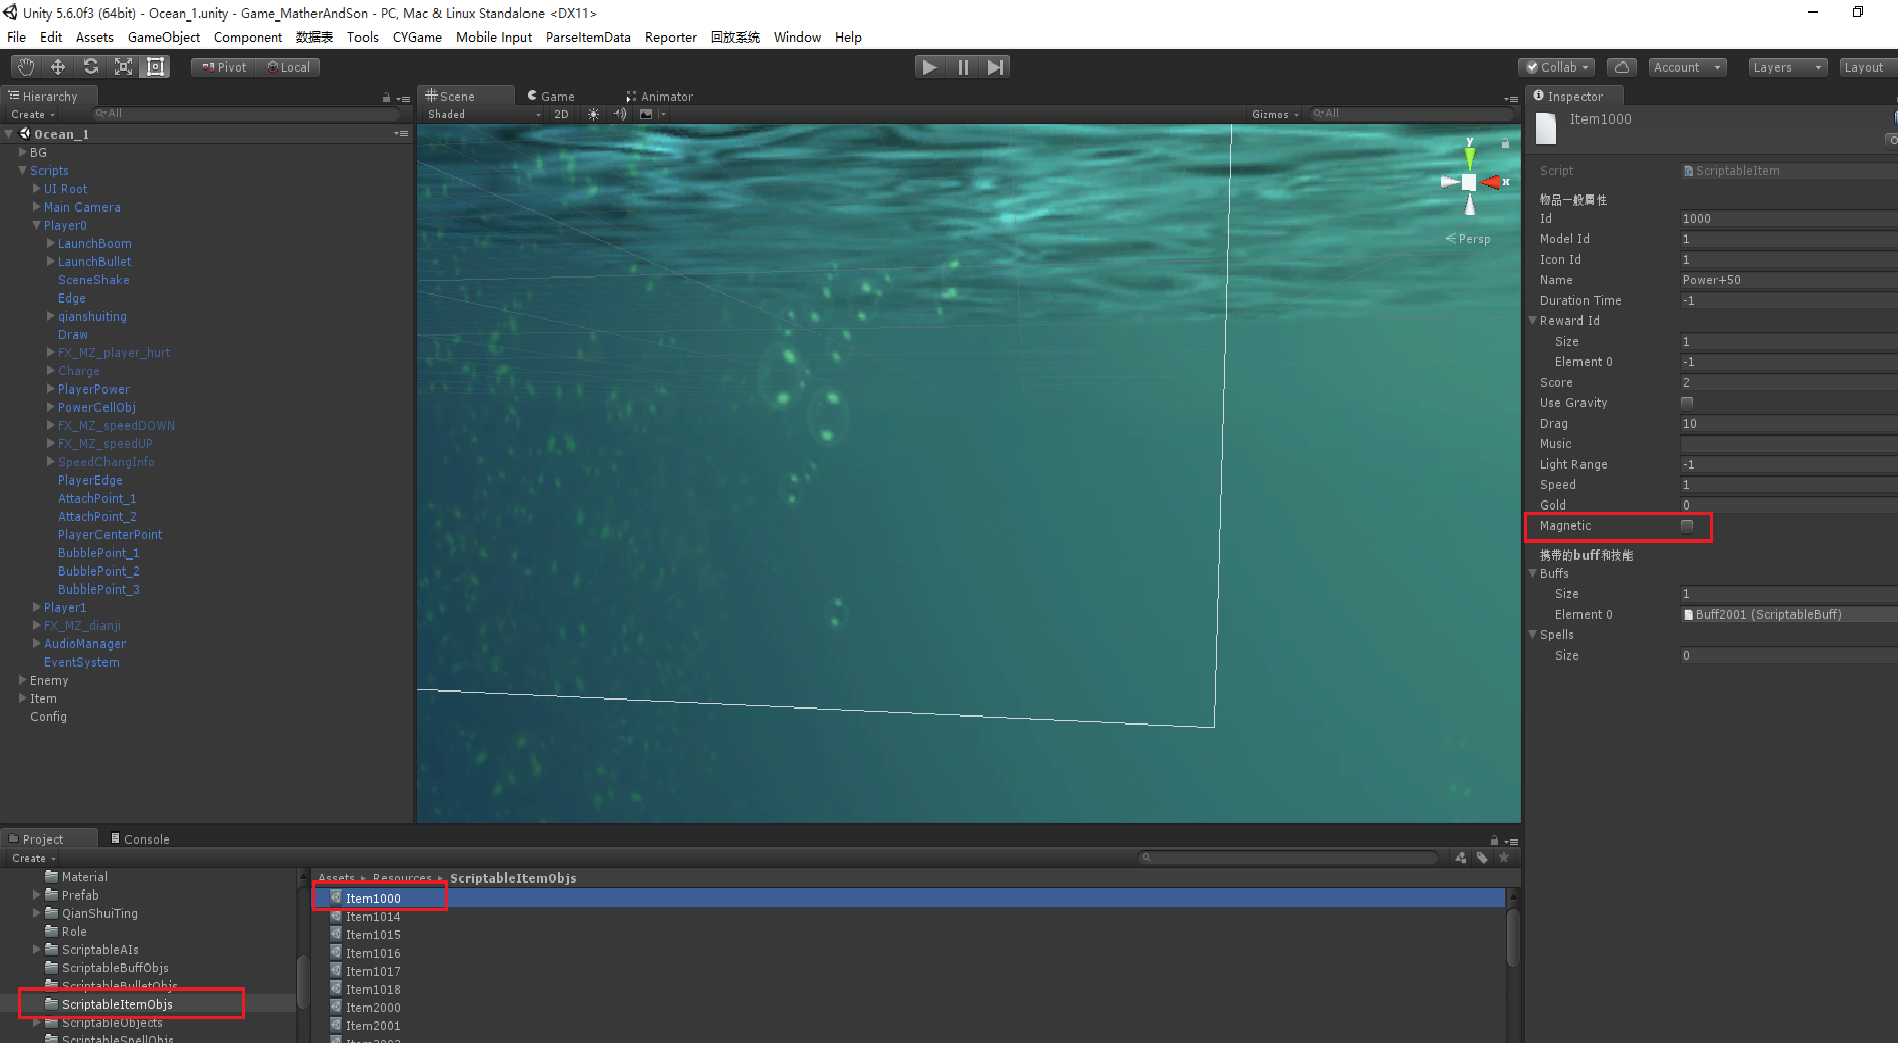 Unity 5.6.0f3 (64bit) - Ocean_1.unity - Game_MatherAndSon - PC, Mac & Linux Standalone <DX11>
File Edit Assets GameObject Component 数据表 Tools CYGame Mobile Input ParseItemData Reporter 回放系统 Window Help
Pivot Local Collab Account Layers Layout
Hierarchy
Create All
Ocean_1
BG
Scripts
UI Root
Main Camera
Player0
LaunchBoom
LaunchBullet
SceneShake
Edge
qianshuiting
Draw
FX_MZ_player_hurt
Charge
PlayerPower
PowerCellObj
FX_MZ_speedDOWN
FX_MZ_speedUP
SpeedChangInfo
PlayerEdge
AttachPoint_1
AttachPoint_2
PlayerCenterPoint
BubblePoint_1
BubblePoint_2
BubblePoint_3
Player1
FX_MZ_dianji
AudioManager
EventSystem
Enemy
Item
Config
Scene Game Animator
Shaded 2D Gizmos All
y
x
Persp
Inspector
Item1000
Script ScriptableItem
物品一般属性
Id 1000
Model Id 1
Icon Id 1
Name Power+50
Duration Time -1
Reward Id
Size 1
Element 0 -1
Score 2
Use Gravity
Drag 10
Music
Light Range -1
Speed 1
Gold 0
Magnetic
携带的buff和技能
Buffs
Size 1
Element 0 Buff2001 (ScriptableBuff)
Spells
Size 0
Project Console
Create
Material
Prefab
QianShuiTing
Role
ScriptableAIs
ScriptableBuffObjs
ScriptableBulletObjs
ScriptableItemObjs
ScriptableObjects
ScriptableSpellObjs
Assets Resources ScriptableItemObjs
Item1000
Item1014
Item1015
Item1016
Item1017
Item1018
Item2000
Item2001